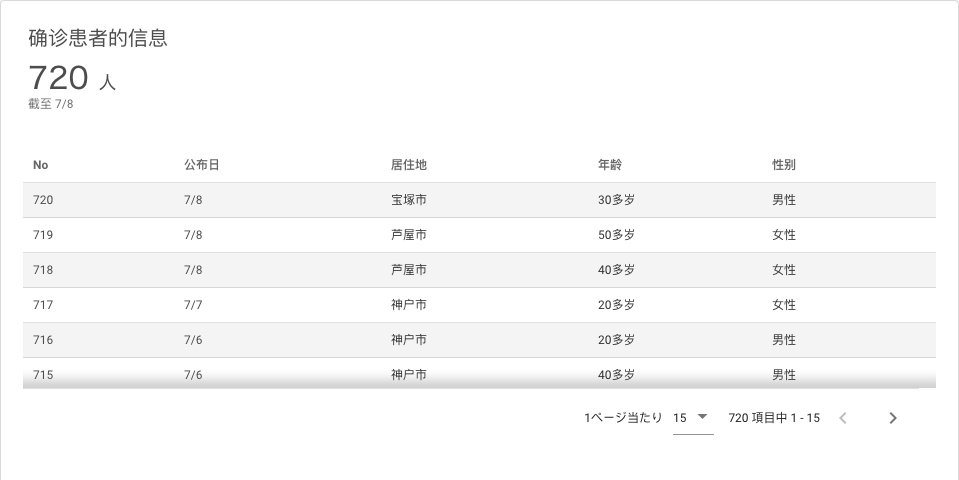 确诊患者的信息
720 人
截至 7/8
No 公布日 居住地 年龄 性别
720 7/8 宝塚市 30多岁 男性
719 7/8 芦屋市 50多岁 女性
718 7/8 芦屋市 40多岁 女性
717 7/7 神户市 20多岁 女性
716 7/6 神户市 20多岁 男性
715 7/6 神户市 40多岁 男性
1ページ当たり 15 720 項目中 1 - 15